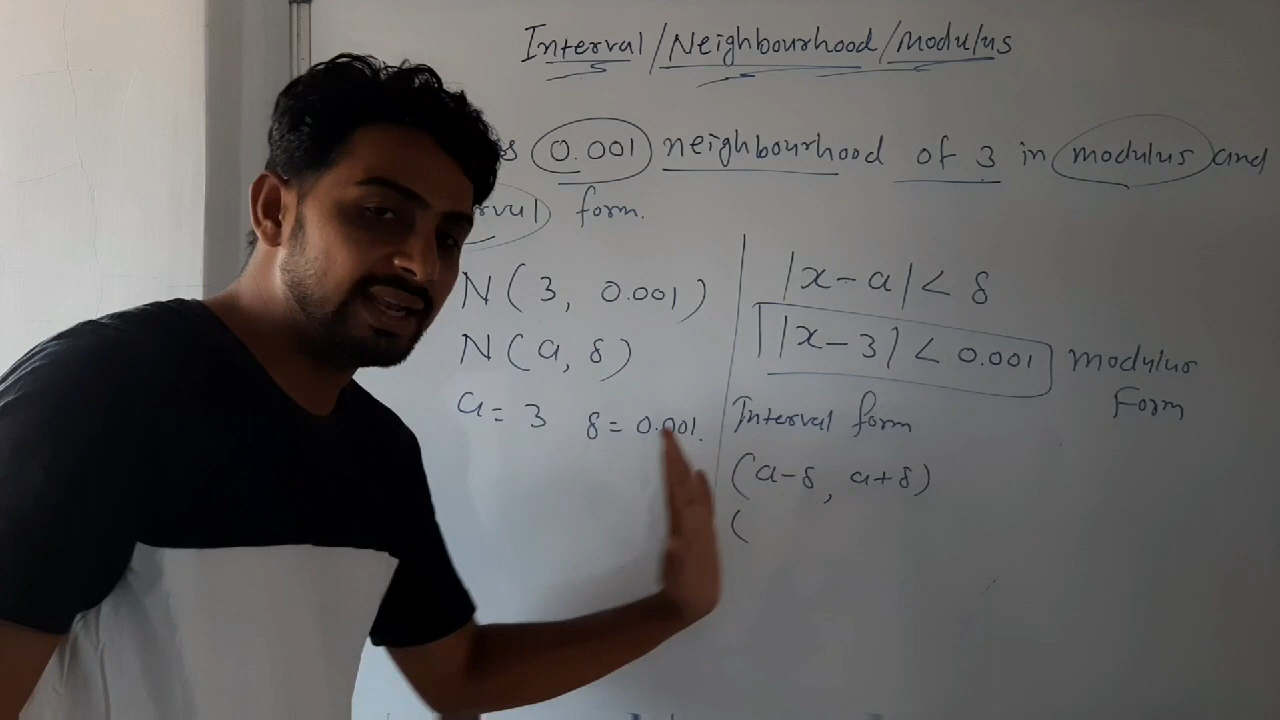 Interval/Neighbourhood/Modulus
0.001 neighbourhood of 3 in modulus and
form.
N(3, 0.001)
N(a, δ)
a = 3 δ = 0.001.
|x-a| < δ
|x-3| < 0.001 Modulus Form
Interval form
(a-δ, a+δ)
(